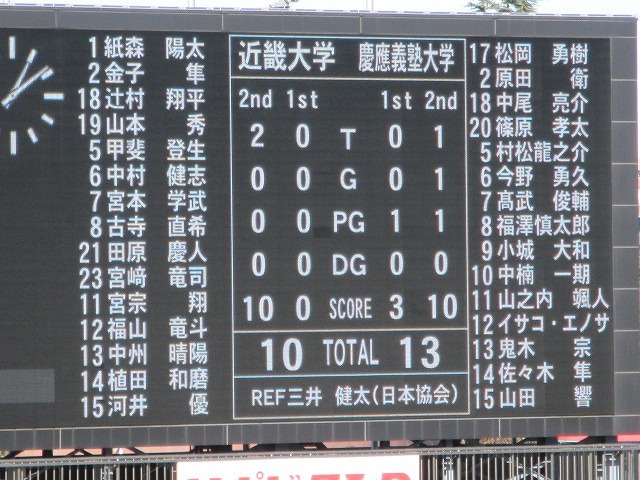 1 紙森 陽太
2 金子 隼
18 辻村 翔平
19 山本 秀
5 甲斐 登生
6 中村 健志
7 宮本 学武
8 古寺 直希
21 田原 慶人
23 宮﨑 竜司
11 宮宗 翔
12 福山 竜斗
13 中州 晴陽
14 植田 和磨
15 河井 優
近畿大学 慶應義塾大学
2nd 1st 1st 2nd
2 0 T 0 1
0 0 G 0 1
0 0 PG 1 1
0 0 DG 0 0
10 0 SCORE 3 10
10 TOTAL 13
REF三井 健太(日本協会)
17 松岡 勇樹
2 原田 衛
18 中尾 亮介
20 篠原 孝太
5 村松龍之介
6 今野 勇久
7 髙武 俊輔
8 福澤慎太郎
9 小城 大和
10 中楠 一期
11 山之内 颯人
12 イサコ・エノサ
13 鬼木 宗
14 佐々木 隼
15 山田 響